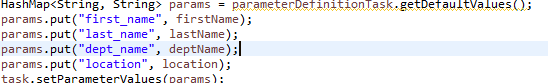 HashMap<String, String> params = parameterDefinitionTask.getDefaultValues();
params.put("first_name", firstName);
params.put("last_name", lastName);
params.put("dept_name", deptName);
params.put("location", location);
task.setParameterValues(params);